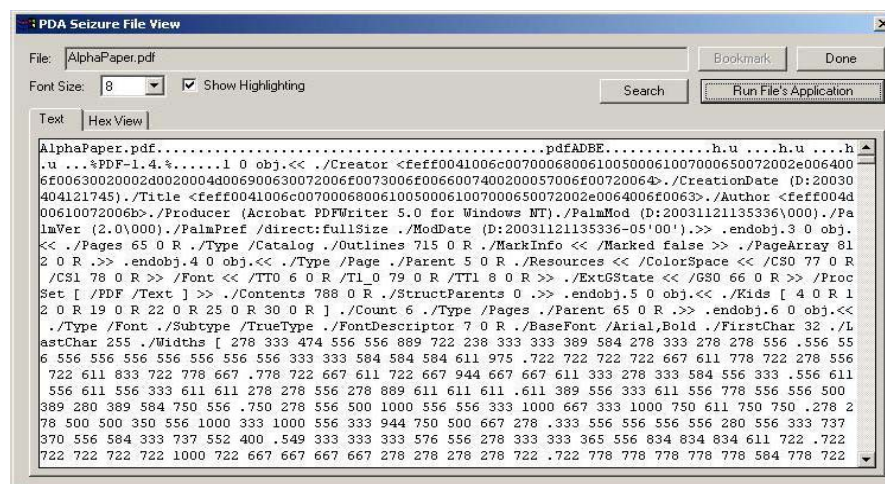 PDA Seizure File View
File: AlphaPaper.pdf
Bookmark Done
Font Size: 8 Show Highlighting
Search Run File's Application
Text Hex View
AlphaPaper.pdf...............................................pdfADBE.............h.u ....h.u ....h
.u ...%PDF-1.4.%......1 0 obj.<< ./Creator <feff0041006c00700068006100500061007000650072002e006400
6f00630020002d0020004d006900630072006f0073006f0066007400200057006f00720064>./CreationDate (D:20030
404121745)./Title <feff0041006c00700068006100500061007000650072002e0064006f0063>./Author <feff004d
00610072006b>./Producer (Acrobat PDFWriter 5.0 for Windows NT)./PalmMod (D:20031121135336\000)./Pa
lmVer (2.0\000)./PalmPref /direct:fullSize ./ModDate (D:20031121135336-05'00').>> .endobj.3 0 obj.
<< ./Pages 65 0 R ./Type /Catalog ./Outlines 715 0 R ./MarkInfo << /Marked false >> ./PageArray 81
2 0 R .>> .endobj.4 0 obj.<< ./Type /Page ./Parent 5 0 R ./Resources << /ColorSpace << /CS0 77 0 R
/CS1 78 0 R >> /Font << /TT0 6 0 R /T1_0 79 0 R /TT1 8 0 R >> ./ExtGState << /GS0 66 0 R >> /Proc
Set [ /PDF /Text ] >> ./Contents 788 0 R ./StructParents 0 .>> .endobj.5 0 obj.<< ./Kids [ 4 0 R 1
2 0 R 19 0 R 22 0 R 25 0 R 30 0 R ] ./Count 6 ./Type /Pages ./Parent 65 0 R .>> .endobj.6 0 obj.<<
./Type /Font ./Subtype /TrueType ./FontDescriptor 7 0 R ./BaseFont /Arial,Bold ./FirstChar 32 ./L
astChar 255 ./Widths [ 278 333 474 556 556 889 722 238 333 333 389 584 278 333 278 278 556 .556 55
6 556 556 556 556 556 556 556 333 333 584 584 584 611 975 .722 722 722 722 667 611 778 722 278 556
722 611 833 722 778 667 .778 722 667 611 722 667 944 667 667 611 333 278 333 584 556 333 .556 611
556 611 556 333 611 611 278 278 556 278 889 611 611 611 .611 389 556 333 611 556 778 556 556 500
389 280 389 584 750 556 .750 278 556 500 1000 556 556 333 1000 667 333 1000 750 611 750 750 .278 2
78 500 500 350 556 1000 333 1000 556 333 944 750 500 667 278 .333 556 556 556 556 280 556 333 737
370 556 584 333 737 552 400 .549 333 333 333 576 556 278 333 333 365 556 834 834 834 611 722 .722
722 722 722 722 1000 722 667 667 667 667 278 278 278 278 722 .722 778 778 778 778 778 584 778 722